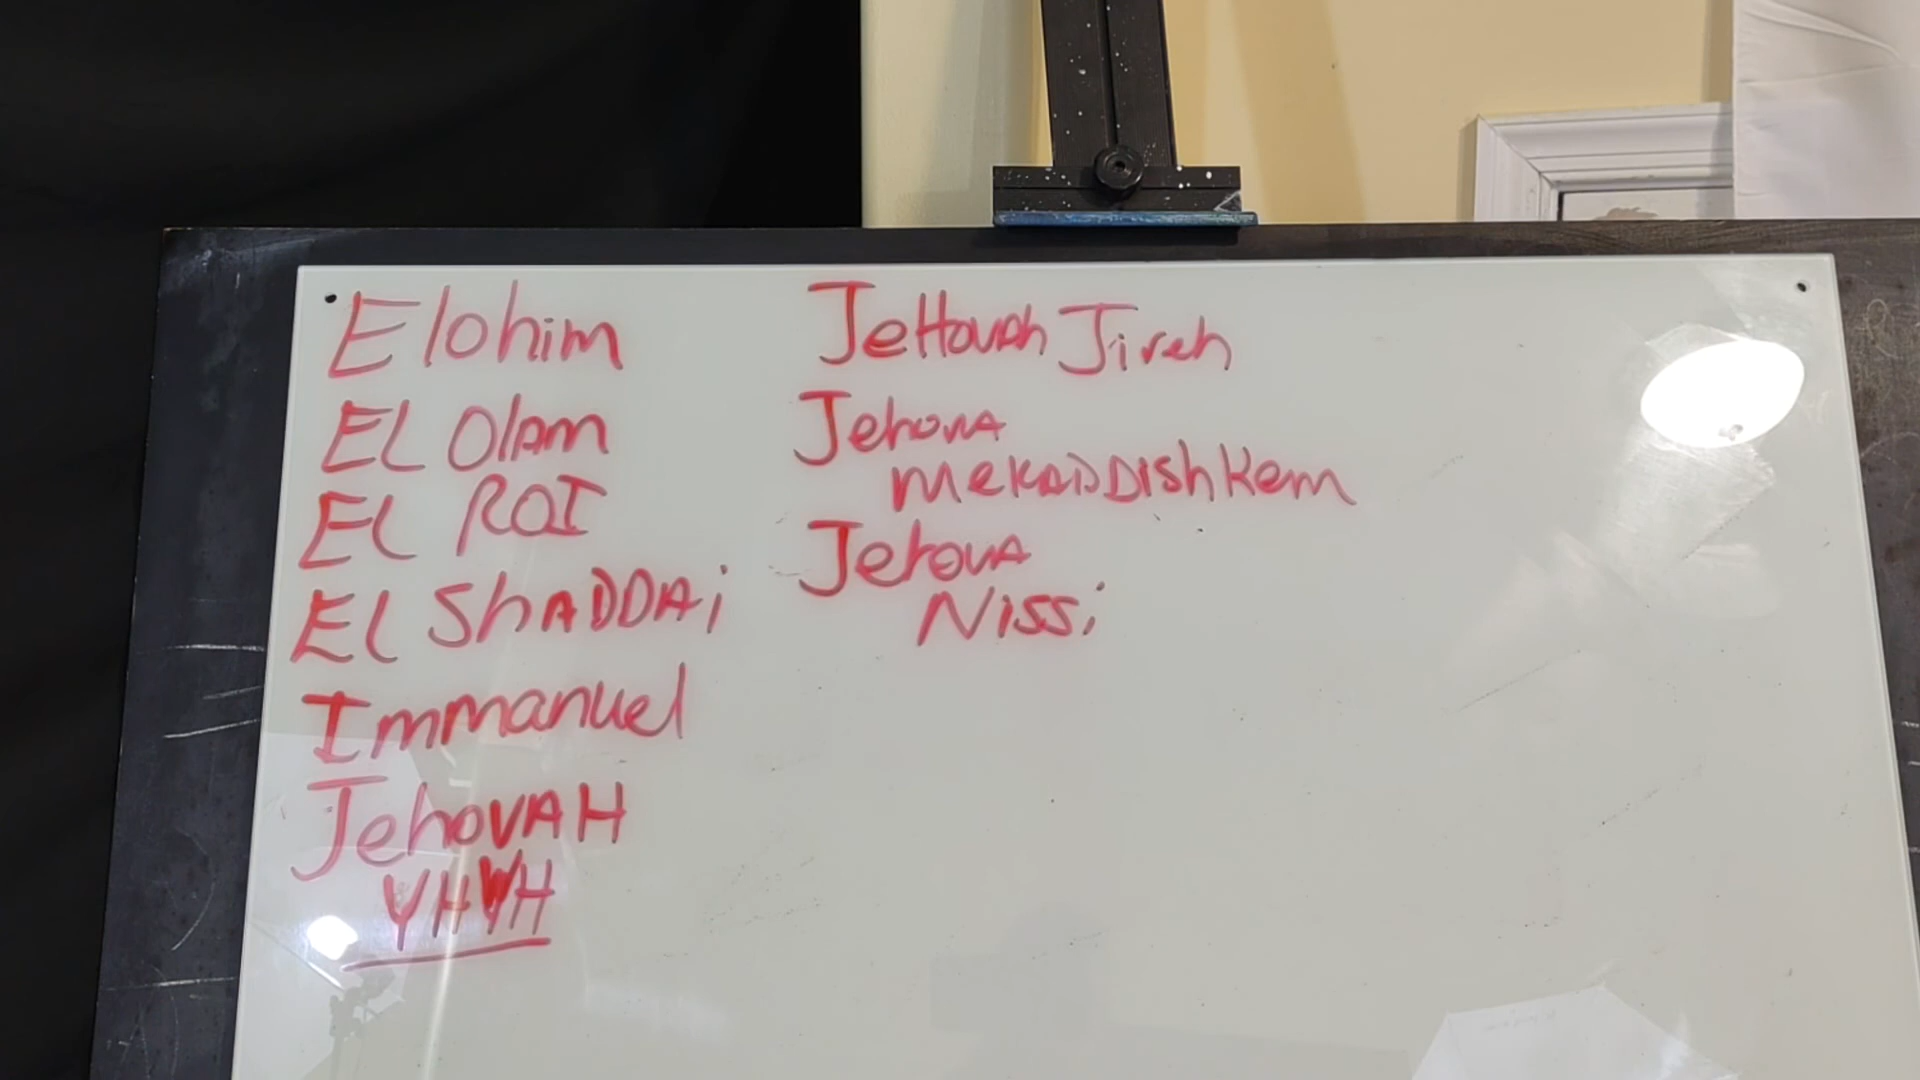 Elohim
EL Olam
EL ROI
EL ShADDAi
Immanuel
JehovAH
YHWH
JeHovah Jireh
Jehova
MekaDDishkem
Jehova
Nissi